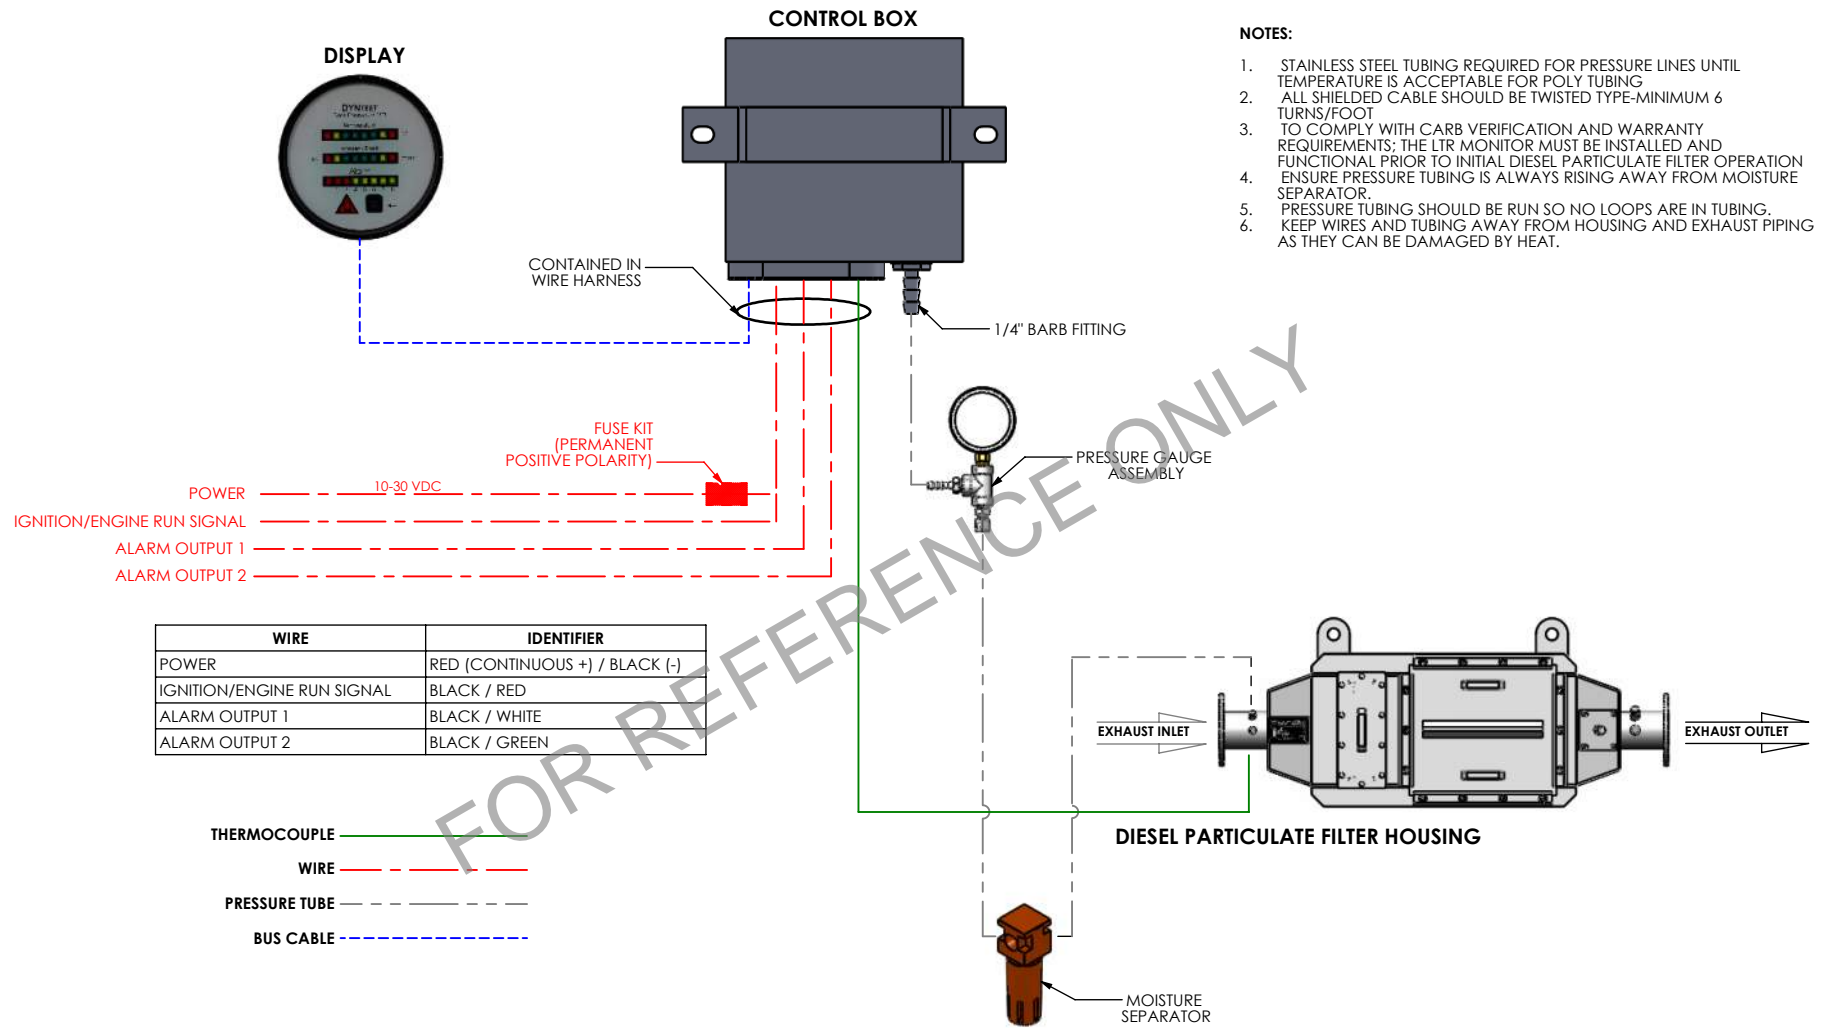 CONTROL BOX
DISPLAY
DYNTEST
NOTES:
1. STAINLESS STEEL TUBING REQUIRED FOR PRESSURE LINES UNTIL
TEMPERATURE IS ACCEPTABLE FOR POLY TUBING
2. ALL SHIELDED CABLE SHOULD BE TWISTED TYPE-MINIMUM 6
TURNS/FOOT
3. TO COMPLY WITH CARB VERIFICATION AND WARRANTY
REQUIREMENTS; THE LTR MONITOR MUST BE INSTALLED AND
FUNCTIONAL PRIOR TO INITIAL DIESEL PARTICULATE FILTER OPERATION
4. ENSURE PRESSURE TUBING IS ALWAYS RISING AWAY FROM MOISTURE
SEPARATOR.
5. PRESSURE TUBING SHOULD BE RUN SO NO LOOPS ARE IN TUBING.
6. KEEP WIRES AND TUBING AWAY FROM HOUSING AND EXHAUST PIPING
AS THEY CAN BE DAMAGED BY HEAT.
CONTAINED IN
WIRE HARNESS
1/4" BARB FITTING
FUSE KIT
(PERMANENT
POSITIVE POLARITY)
PRESSURE GAUGE
ASSEMBLY
POWER
10-30 VDC
IGNITION/ENGINE RUN SIGNAL
ALARM OUTPUT 1
ALARM OUTPUT 2
WIRE IDENTIFIER
POWER RED (CONTINUOUS +) / BLACK (-)
IGNITION/ENGINE RUN SIGNAL BLACK / RED
ALARM OUTPUT 1 BLACK / WHITE
ALARM OUTPUT 2 BLACK / GREEN
EXHAUST INLET
EXHAUST OUTLET
DIESEL PARTICULATE FILTER HOUSING
THERMOCOUPLE
WIRE
PRESSURE TUBE
BUS CABLE
MOISTURE
SEPARATOR
FOR REFERENCE ONLY